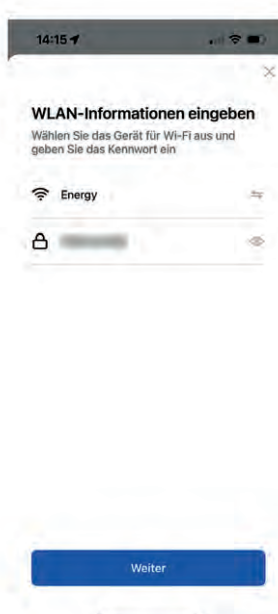 14:15
WLAN-Informationen eingeben
Wählen Sie das Gerät für Wi-Fi aus und
geben Sie das Kennwort ein
Energy
Weiter